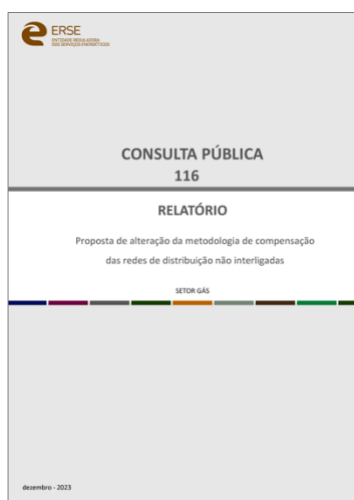 ERSE
ENTIDADE REGULADORA
DOS SERVIÇOS ENERGÉTICOS
CONSULTA PÚBLICA
116
RELATÓRIO
Proposta de alteração da metodologia de compensação
das redes de distribuição não interligadas
SETOR GÁS
dezembro - 2023